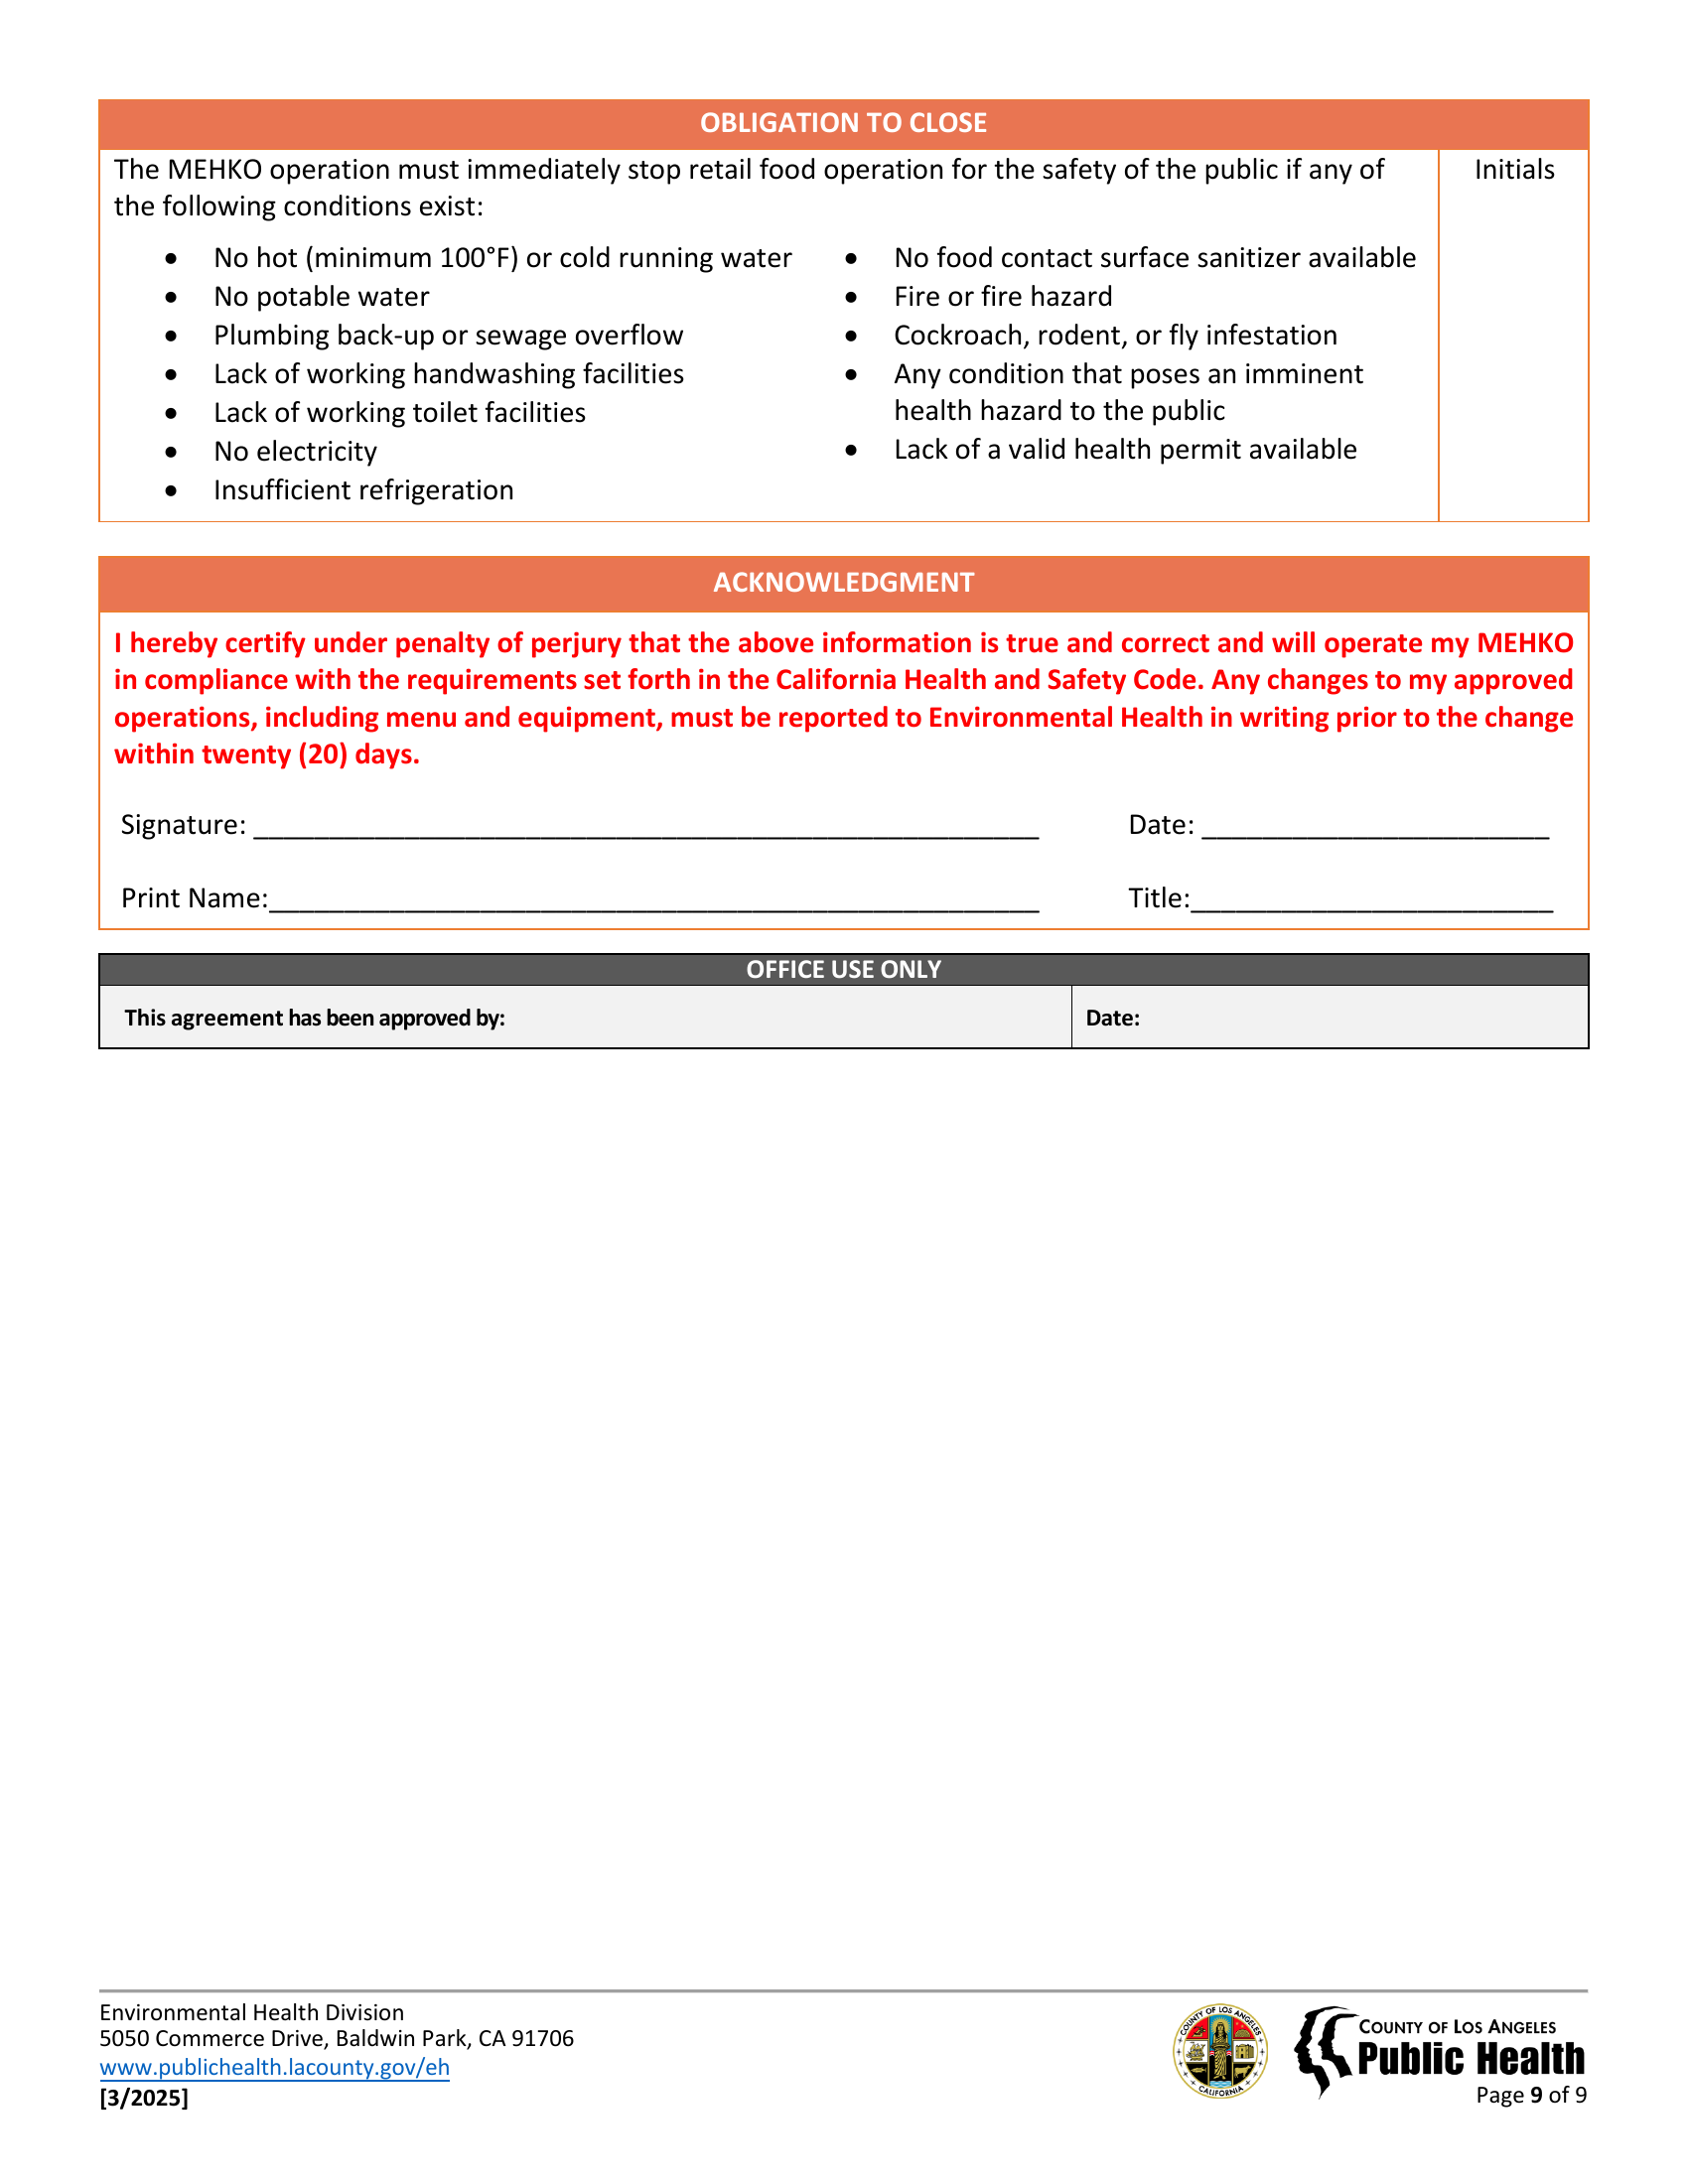 OBLIGATION TO CLOSE
The MEHKO operation must immediately stop retail food operation for the safety of the public if any of
the following conditions exist:
Initials
• No hot (minimum 100°F) or cold running water
• No potable water
• Plumbing back-up or sewage overflow
• Lack of working handwashing facilities
• Lack of working toilet facilities
• No electricity
• Insufficient refrigeration
• No food contact surface sanitizer available
• Fire or fire hazard
• Cockroach, rodent, or fly infestation
• Any condition that poses an imminent
health hazard to the public
• Lack of a valid health permit available
ACKNOWLEDGMENT
I hereby certify under penalty of perjury that the above information is true and correct and will operate my MEHKO
in compliance with the requirements set forth in the California Health and Safety Code. Any changes to my approved
operations, including menu and equipment, must be reported to Environmental Health in writing prior to the change
within twenty (20) days.
Signature: ____________________ Date: ____________________
Print Name:____________________ Title:____________________
OFFICE USE ONLY
This agreement has been approved by: Date:
Environmental Health Division
5050 Commerce Drive, Baldwin Park, CA 91706
www.publichealth.lacounty.gov/eh
[3/2025]
COUNTY OF LOS ANGELES
CALIFORNIA
COUNTY OF LOS ANGELES
Public Health
Page 9 of 9